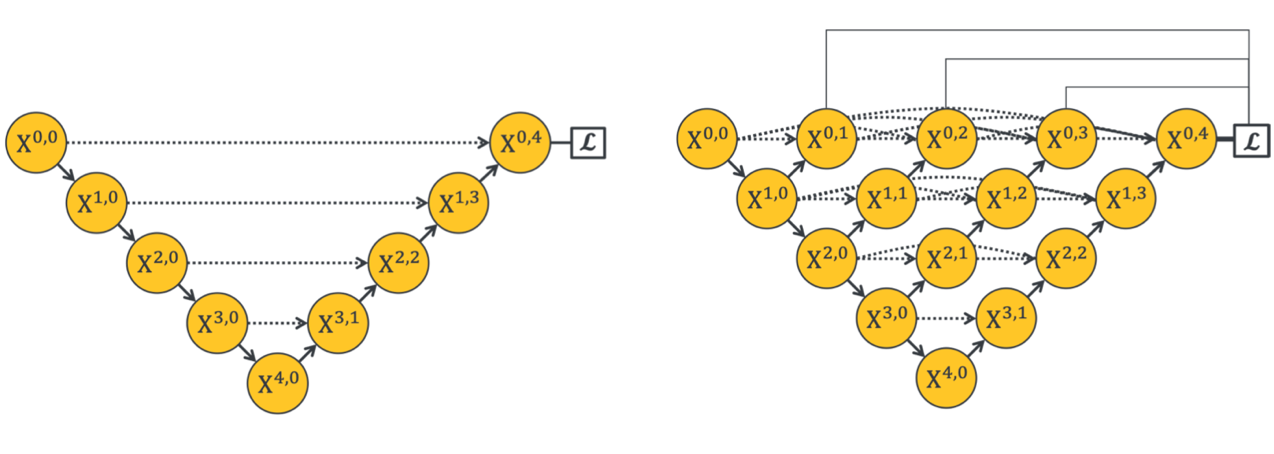 X^0,0 X^0,4 ℒ
X^1,0 X^1,3
X^2,0 X^2,2
X^3,0 X^3,1
X^4,0
X^0,0 X^0,1 X^0,2 X^0,3 X^0,4 ℒ
X^1,0 X^1,1 X^1,2 X^1,3
X^2,0 X^2,1 X^2,2
X^3,0 X^3,1
X^4,0